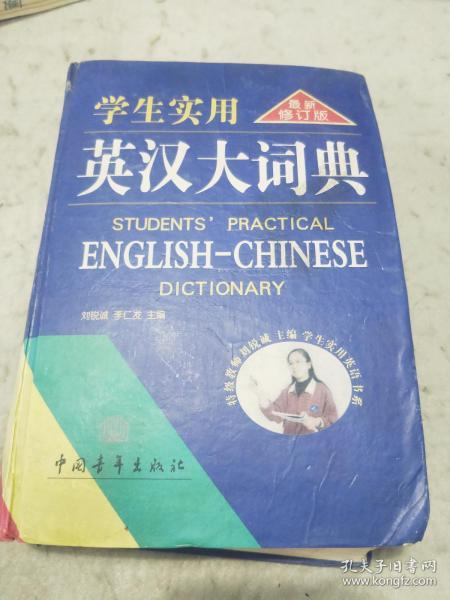 学生实用
最新
修订版
英汉大词典
STUDENTS' PRACTICAL
ENGLISH-CHINESE
DICTIONARY
刘锐诚 李仁发 主编
特级教师刘锐诚 主编 学生实用英语书系
中国青年出版社
孔夫子旧书网
www.kongfz.com